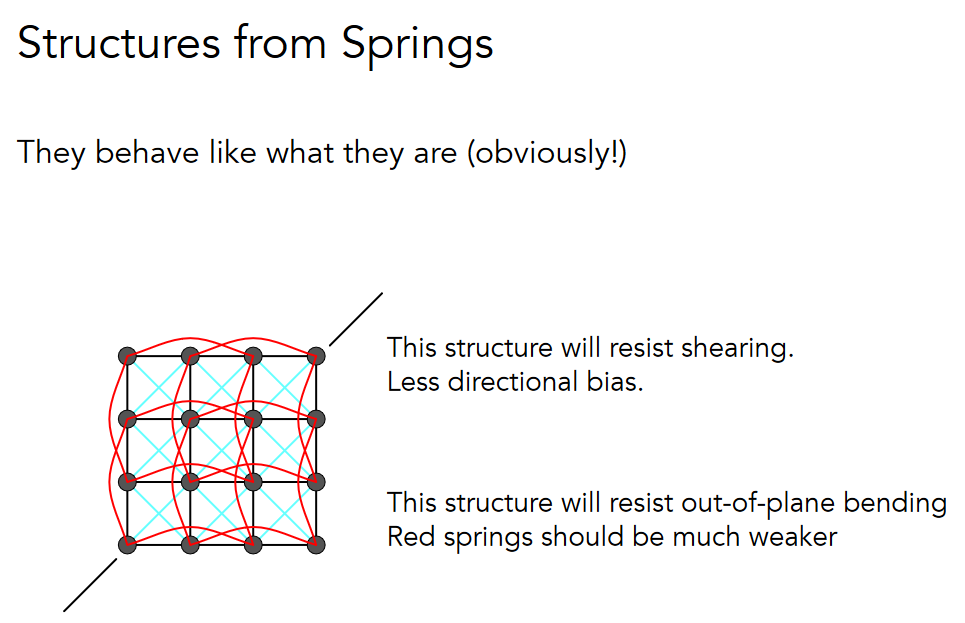 Structures from Springs
They behave like what they are (obviously!)
This structure will resist shearing.
Less directional bias.
This structure will resist out-of-plane bending
Red springs should be much weaker